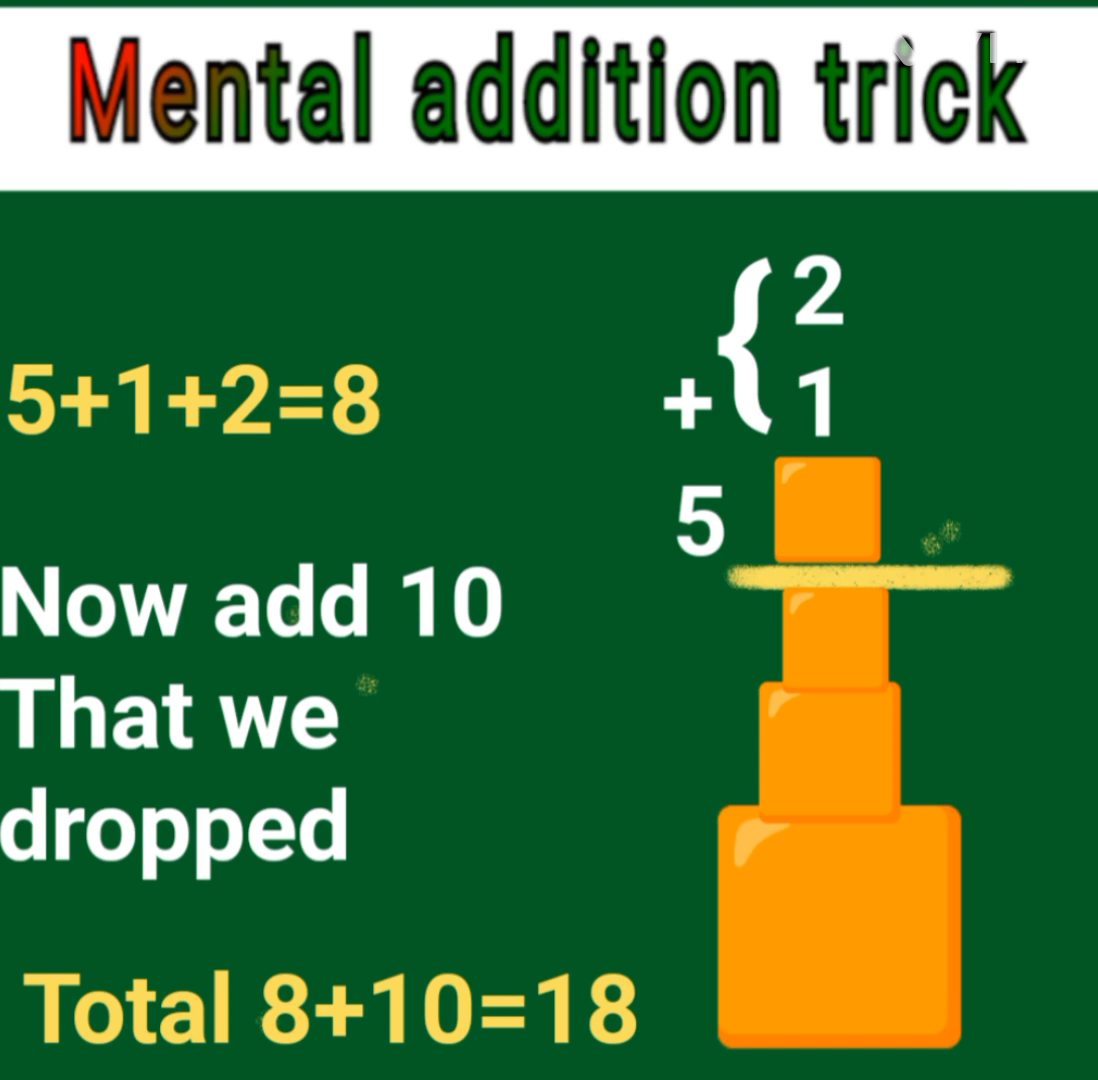 Mental addition trick
{ 2
5+1+2=8
+ 1
5
Now add 10
That we
dropped
Total 8+10=18